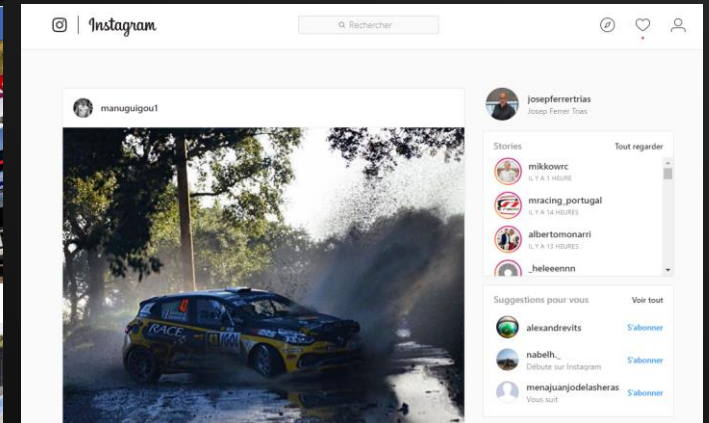 Instagram
Rechercher
manuguigou1
RACE
43
IGOL
josepferrertrias
Josep Ferrer Trias
Stories
Tout regarder
mikkowrc
IL Y A 1 HEURE
mracing_portugal
IL Y A 14 HEURES
albertomonarri
IL Y A 13 HEURES
_heleeennn
Suggestions pour vous
Voir tout
alexandrevits
S'abonner
nabelh._
Débute sur Instagram
S'abonner
menajuanjodelasheras
Vous suit
S'abonner